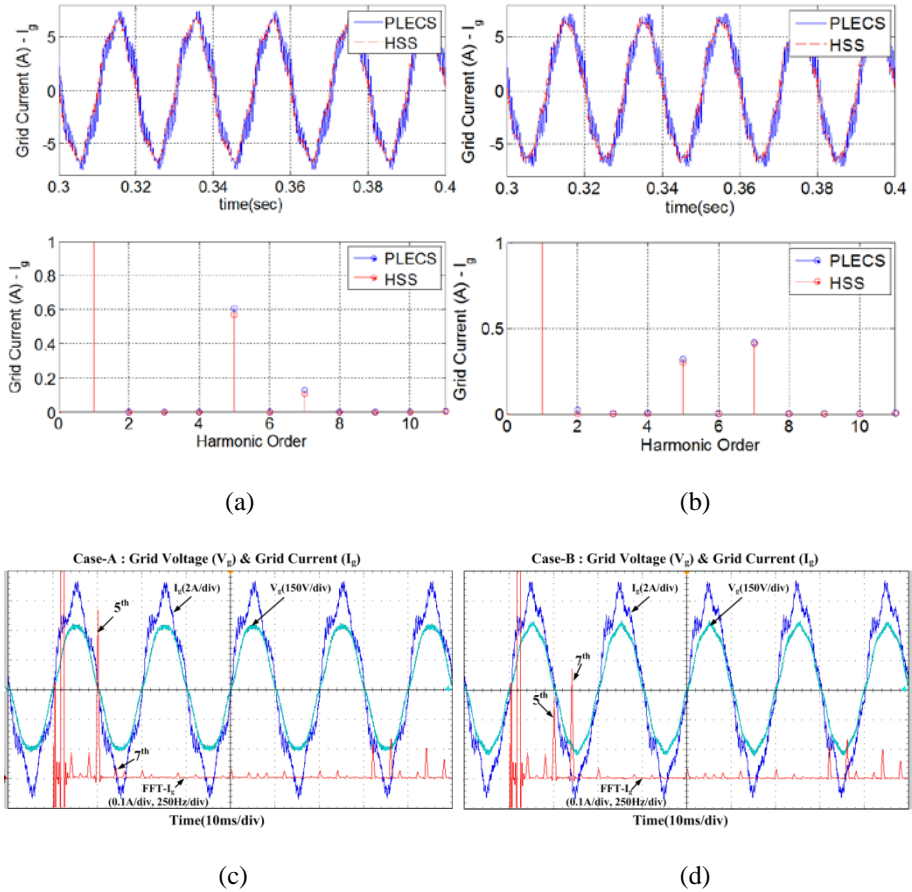 Grid Current (A) - Ig
5
0
-5
0.3
0.32
0.34
0.36
0.38
0.4
time(sec)
PLECS
HSS
Grid Current (A) - Ig
5
0
-5
0.3
0.32
0.34
0.36
0.38
0.4
time(sec)
PLECS
HSS
Grid Current (A) - Ig
1
0.8
0.6
0.4
0.2
0
0
2
4
6
8
10
Harmonic Order
PLECS
HSS
Grid Current (A) - Ig
1
0.5
0
0
2
4
6
8
10
Harmonic Order
PLECS
HSS
(a)
(b)
Case-A : Grid Voltage (Vg) & Grid Current (Ig)
Ig(2A/div)
Vg(150V/div)
5th
7th
FFT-Ig
(0.1A/div, 250Hz/div)
Time(10ms/div)
Case-B : Grid Voltage (Vg) & Grid Current (Ig)
Ig(2A/div)
Vg(150V/div)
7th
5th
FFT-Ig
(0.1A/div, 250Hz/div)
Time(10ms/div)
(c)
(d)